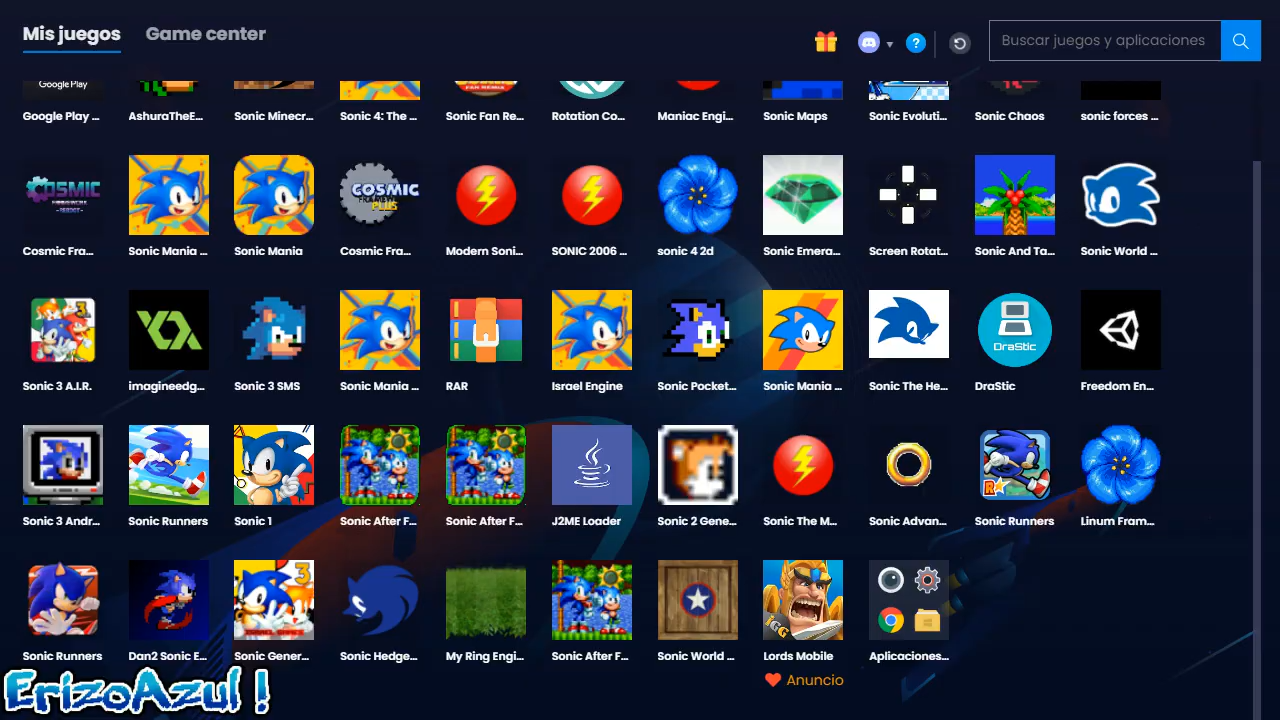 Mis juegos Game center
Buscar juegos y aplicaciones
Google Play
Google Play ... AshuraTheE... Sonic Minecr... Sonic 4: The ... Sonic Fan Re... Rotation Co... Maniac Engi... Sonic Maps Sonic Evoluti... Sonic Chaos sonic forces ...
COSMIC
COSMIC
PLUS
Cosmic Fra... Sonic Mania ... Sonic Mania Cosmic Fra... Modern Soni... SONIC 2006 ... sonic 4 2d Sonic Emera... Screen Rotat... Sonic And Ta... Sonic World ...
3
DraStic
Sonic 3 A.I.R. imagineedg... Sonic 3 SMS Sonic Mania ... RAR Israel Engine Sonic Pocket... Sonic Mania ... Sonic The He... DraStic Freedom En...
R
Sonic 3 Andr... Sonic Runners Sonic 1 Sonic After F... Sonic After F... J2ME Loader Sonic 2 Gene... Sonic The M... Sonic Advan... Sonic Runners Linum Fram...
3
IGG
Sonic Runners Dan2 Sonic E... Sonic Gener... Sonic Hedge... My Ring Engi... Sonic After F... Sonic World ... Lords Mobile Aplicaciones...
Anuncio
ErizoAzul !